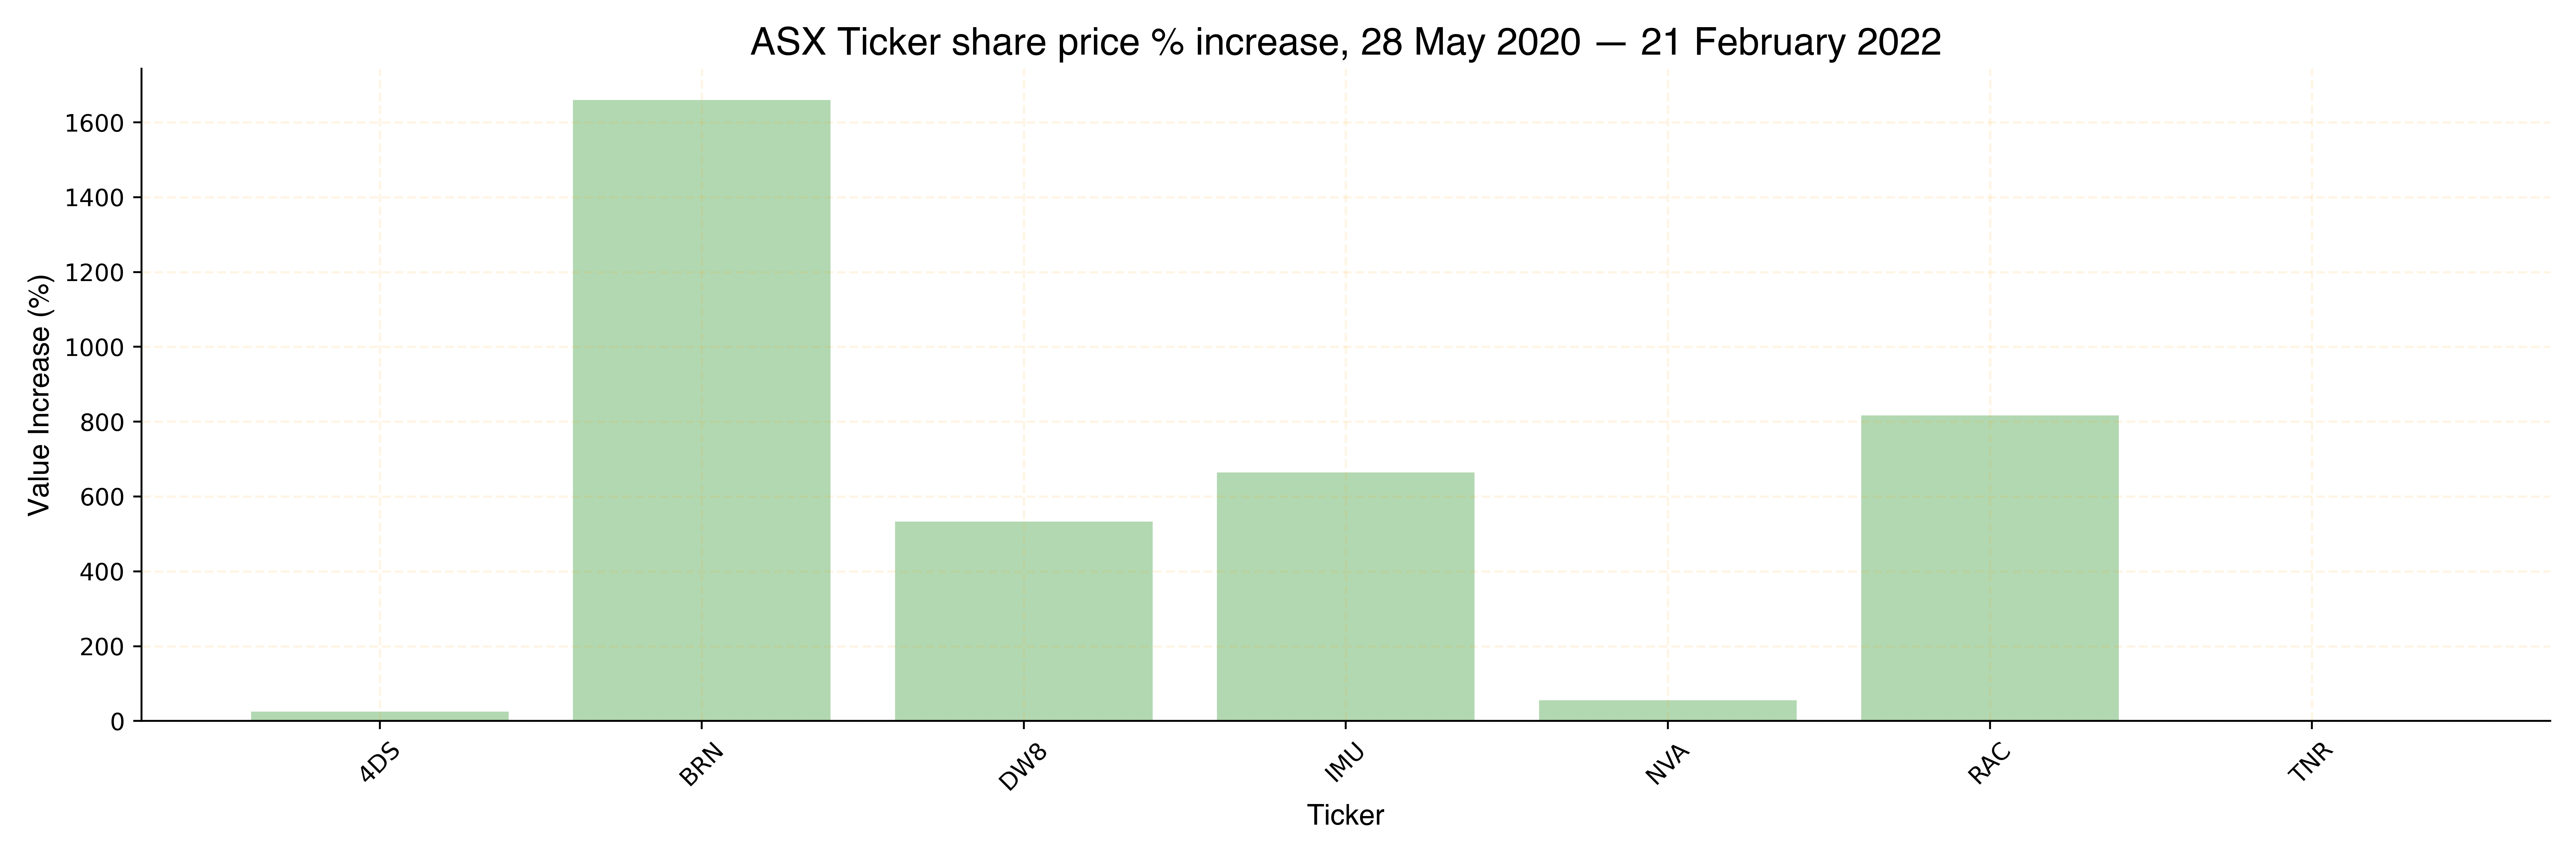 ASX Ticker share price % increase, 28 May 2020 — 21 February 2022
Value Increase (%)
1600
1400
1200
1000
800
600
400
200
0
4DS
BRN
DW8
IMU
NVA
RAC
TNR
Ticker